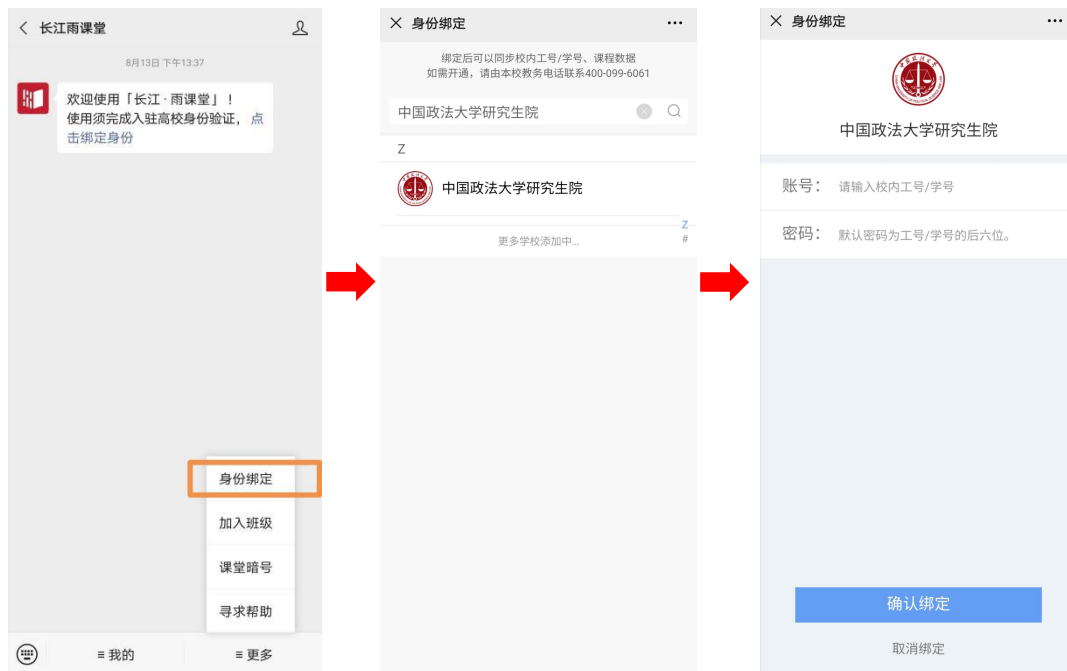 长江雨课堂
8月13日 下午13:37
欢迎使用「长江·雨课堂」！
使用须完成入驻高校身份验证，点
击绑定身份
身份绑定
加入班级
课堂暗号
寻求帮助
≡ 我的
≡ 更多
身份绑定
绑定后可以同步校内工号/学号、课程数据
如需开通，请由本校教务电话联系400-099-6061
中国政法大学研究生院
Z
中国政法大学研究生院
Z
更多学校添加中...
#
身份绑定
中国政法大学研究生院
账号： 请输入校内工号/学号
密码： 默认密码为工号/学号的后六位。
确认绑定
取消绑定